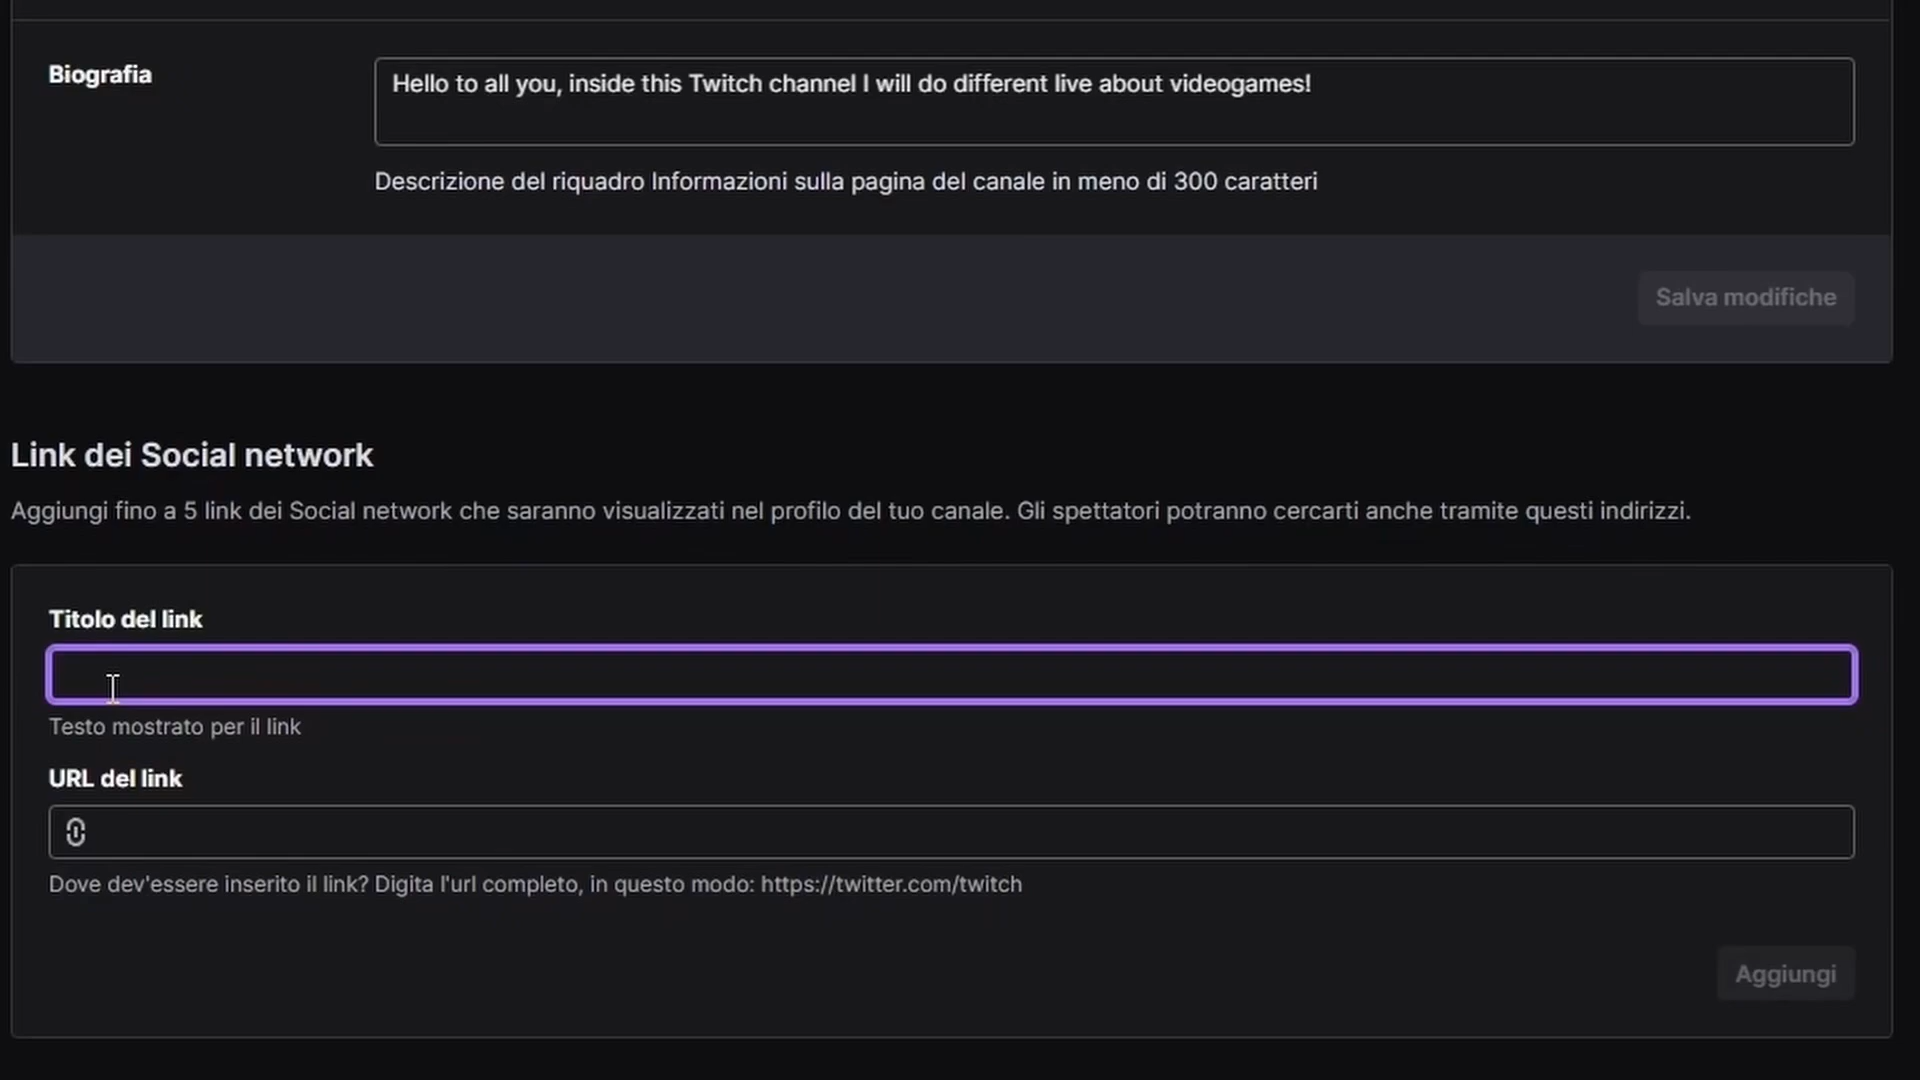 Biografia
Hello to all you, inside this Twitch channel I will do different live about videogames!
Descrizione del riquadro Informazioni sulla pagina del canale in meno di 300 caratteri
Salva modifiche
Link dei Social network
Aggiungi fino a 5 link dei Social network che saranno visualizzati nel profilo del tuo canale. Gli spettatori potranno cercarti anche tramite questi indirizzi.
Titolo del link
Testo mostrato per il link
URL del link
Dove dev'essere inserito il link? Digita l'url completo, in questo modo: https://twitter.com/twitch
Aggiungi